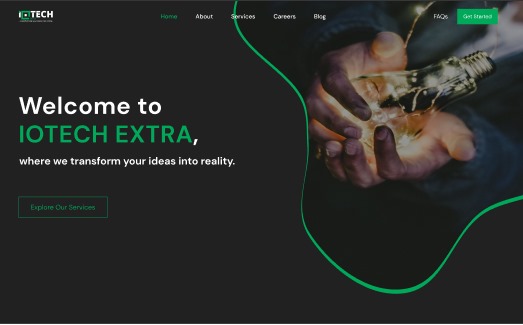 IOTECH
Home About Services Careers Blog FAQs Get Started
Welcome to
IOTECH EXTRA,
where we transform your ideas into reality.
Explore Our Services